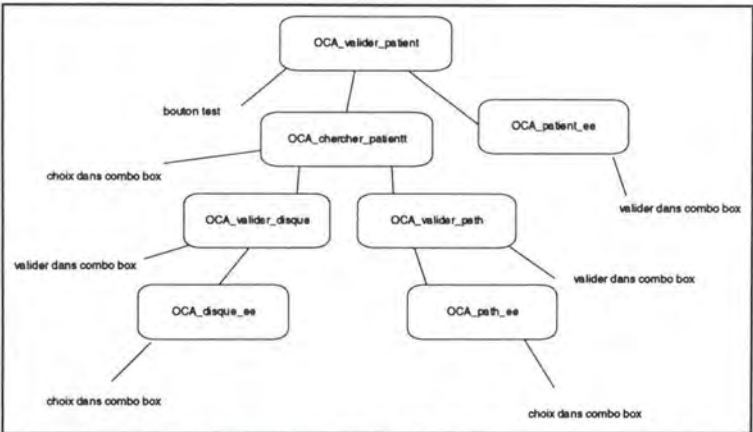 OCA_valider_patient
bouton test
OCA_patient_ee
OCA_chercher_patientt
choix dans combo box
valider dans combo box
OCA_valider_disque
OCA_valider_path
valider dans combo box
valider dans combo box
OCA_disque_ee
OCA_path_ee
choix dans combo box
choix dans combo box